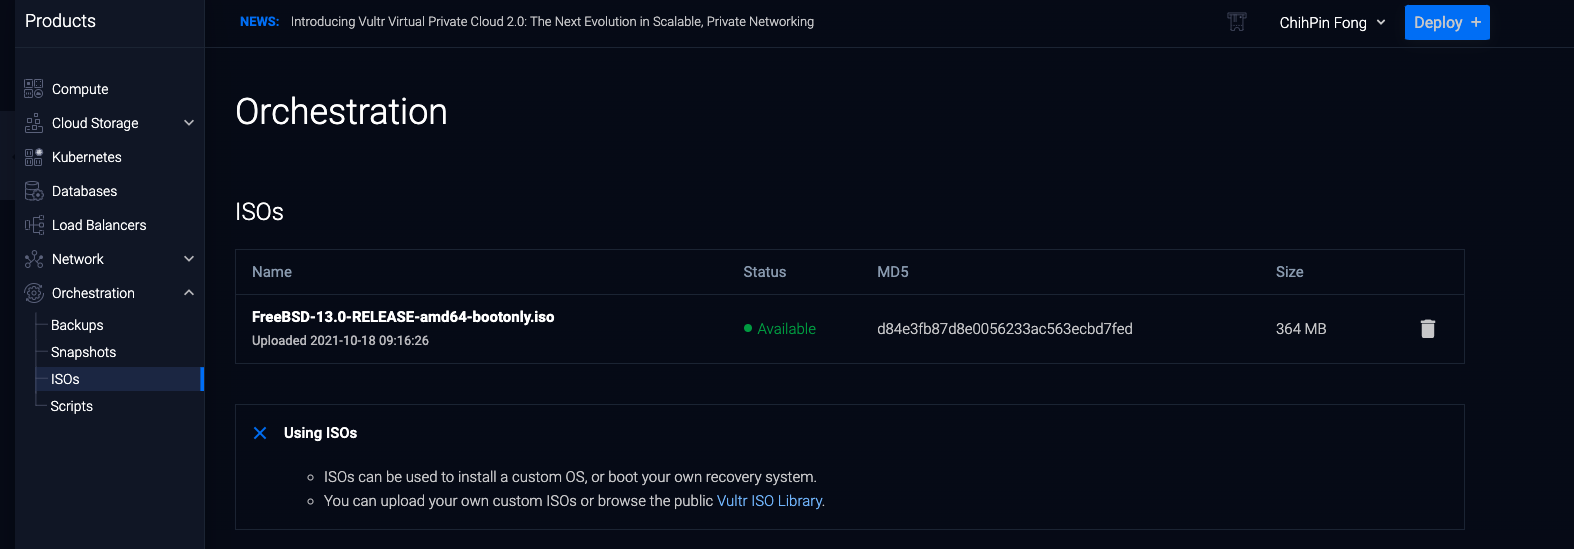 Products
NEWS: Introducing Vultr Virtual Private Cloud 2.0: The Next Evolution in Scalable, Private Networking
ChihPin Fong
Deploy +
Compute
Cloud Storage
Kubernetes
Databases
Load Balancers
Network
Orchestration
Backups
Snapshots
ISOs
Scripts
Orchestration
ISOs
Name Status MD5 Size
FreeBSD-13.0-RELEASE-amd64-bootonly.iso
Uploaded 2021-10-18 09:16:26
Available d84e3fb87d8e0056233ac563ecbd7fed 364 MB
Using ISOs
ISOs can be used to install a custom OS, or boot your own recovery system.
You can upload your own custom ISOs or browse the public Vultr ISO Library.